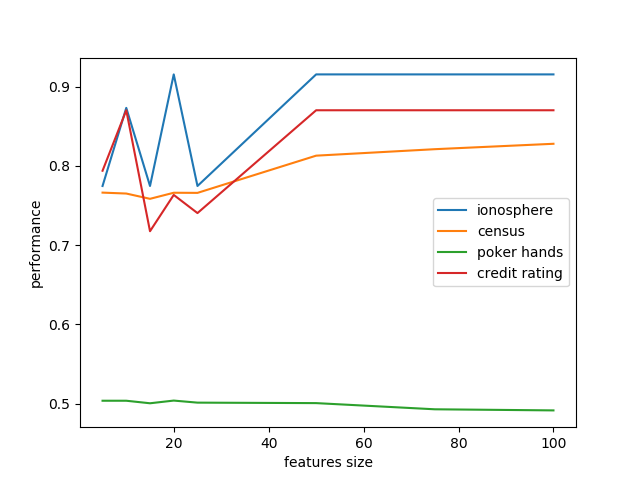 0.9
0.8
0.7
0.6
0.5
performance
20
40
60
80
100
features size
ionosphere
census
poker hands
credit rating